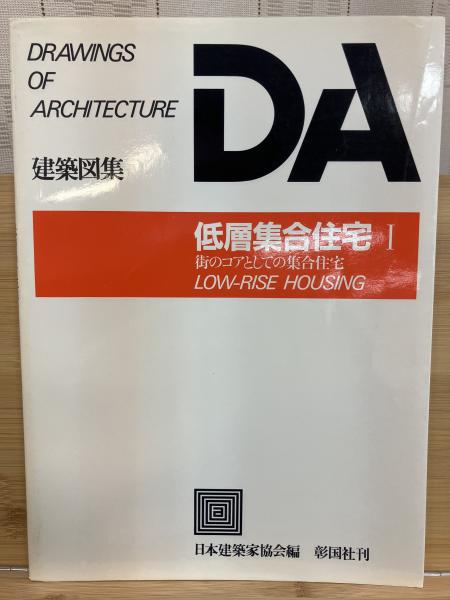 DRAWINGS
OF
ARCHITECTURE
DA
建築図集
低層集合住宅 I
街のコアとしての集合住宅
LOW-RISE HOUSING
a
日本建築家協会編 彰国社刊